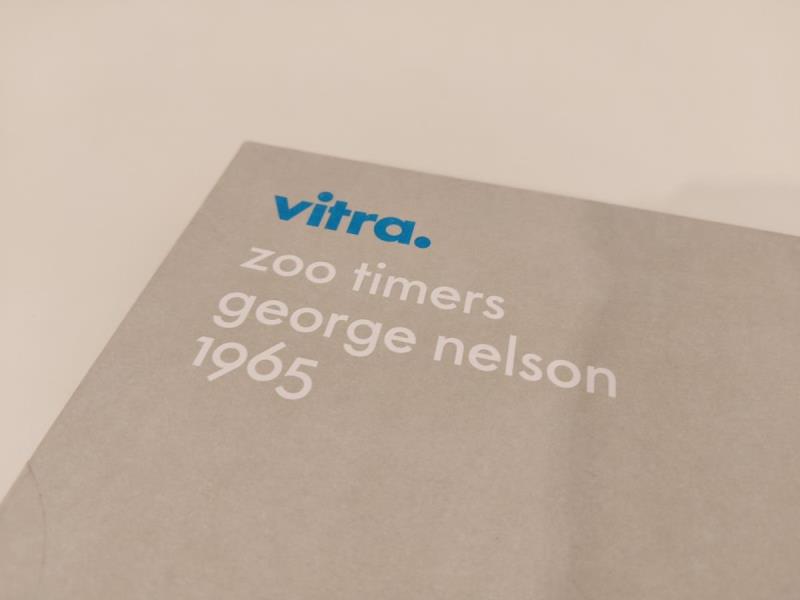 vitra.
zoo timers
george nelson
1965